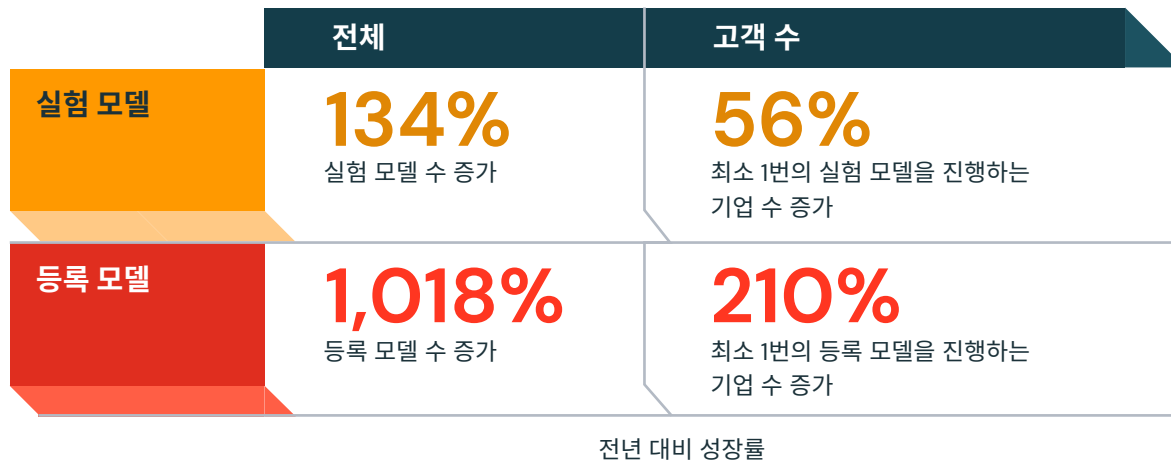 전체
고객 수
실험 모델
134%
실험 모델 수 증가
56%
최소 1번의 실험 모델을 진행하는
기업 수 증가
등록 모델
1,018%
등록 모델 수 증가
210%
최소 1번의 등록 모델을 진행하는
기업 수 증가
전년 대비 성장률